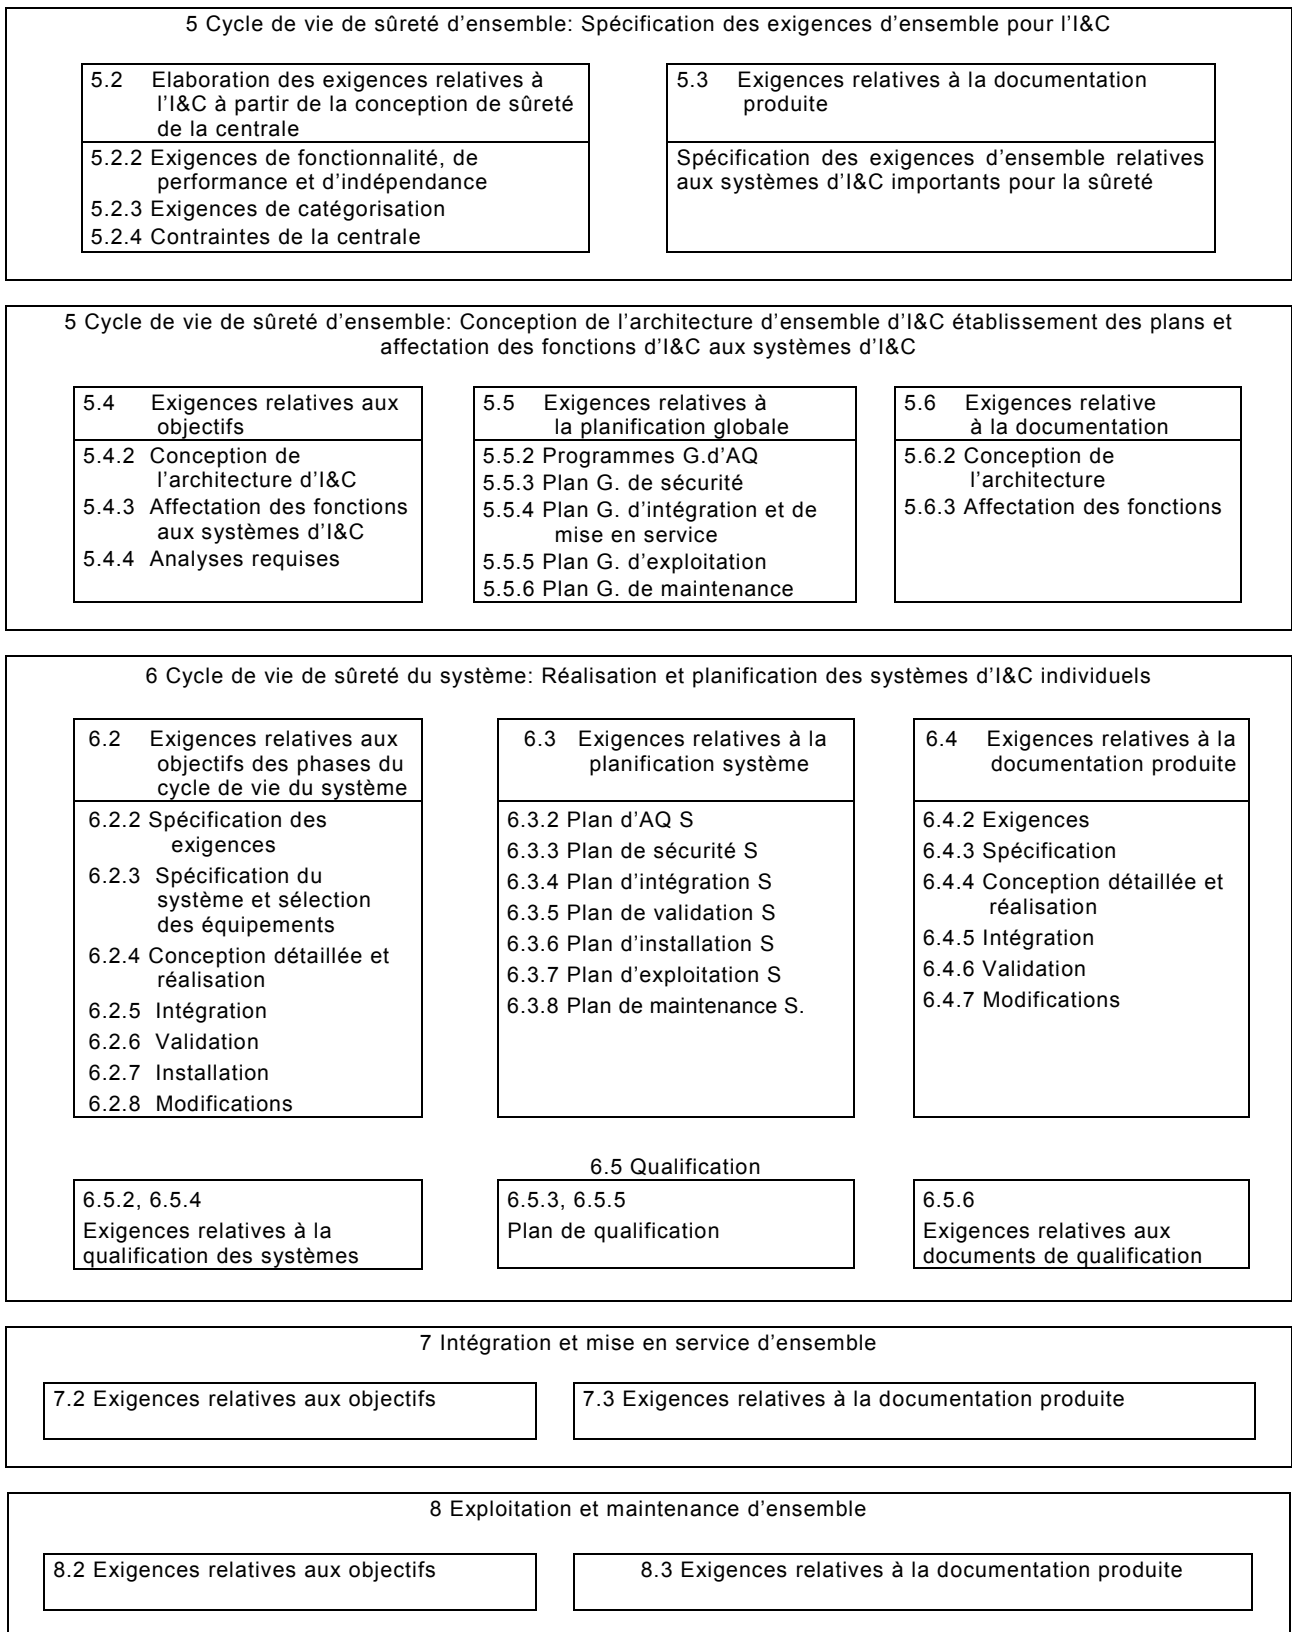 5 Cycle de vie de sûreté d'ensemble: Spécification des exigences d'ensemble pour l'I&C
5.2 Elaboration des exigences relatives à
l'I&C à partir de la conception de sûreté
de la centrale
5.2.2 Exigences de fonctionnalité, de
performance et d'indépendance
5.2.3 Exigences de catégorisation
5.2.4 Contraintes de la centrale
5.3 Exigences relatives à la documentation
produite
Spécification des exigences d'ensemble relatives
aux systèmes d'I&C importants pour la sûreté
5 Cycle de vie de sûreté d'ensemble: Conception de l'architecture d'ensemble d'I&C établissement des plans et
affectation des fonctions d'I&C aux systèmes d'I&C
5.4 Exigences relatives aux
objectifs
5.4.2 Conception de
l'architecture d'I&C
5.4.3 Affectation des fonctions
aux systèmes d'I&C
5.4.4 Analyses requises
5.5 Exigences relatives à
la planification globale
5.5.2 Programmes G.d'AQ
5.5.3 Plan G. de sécurité
5.5.4 Plan G. d'intégration et de
mise en service
5.5.5 Plan G. d'exploitation
5.5.6 Plan G. de maintenance
5.6 Exigences relative
à la documentation
5.6.2 Conception de
l'architecture
5.6.3 Affectation des fonctions
6 Cycle de vie de sûreté du système: Réalisation et planification des systèmes d'I&C individuels
6.2 Exigences relatives aux
objectifs des phases du
cycle de vie du système
6.2.2 Spécification des
exigences
6.2.3 Spécification du
système et sélection
des équipements
6.2.4 Conception détaillée et
réalisation
6.2.5 Intégration
6.2.6 Validation
6.2.7 Installation
6.2.8 Modifications
6.3 Exigences relatives à la
planification système
6.3.2 Plan d'AQ S
6.3.3 Plan de sécurité S
6.3.4 Plan d'intégration S
6.3.5 Plan de validation S
6.3.6 Plan d'installation S
6.3.7 Plan d'exploitation S
6.3.8 Plan de maintenance S.
6.4 Exigences relatives à la
documentation produite
6.4.2 Exigences
6.4.3 Spécification
6.4.4 Conception détaillée et
réalisation
6.4.5 Intégration
6.4.6 Validation
6.4.7 Modifications
6.5 Qualification
6.5.2, 6.5.4
Exigences relatives à la
qualification des systèmes
6.5.3, 6.5.5
Plan de qualification
6.5.6
Exigences relatives aux
documents de qualification
7 Intégration et mise en service d'ensemble
7.2 Exigences relatives aux objectifs
7.3 Exigences relatives à la documentation produite
8 Exploitation et maintenance d'ensemble
8.2 Exigences relatives aux objectifs
8.3 Exigences relatives à la documentation produite